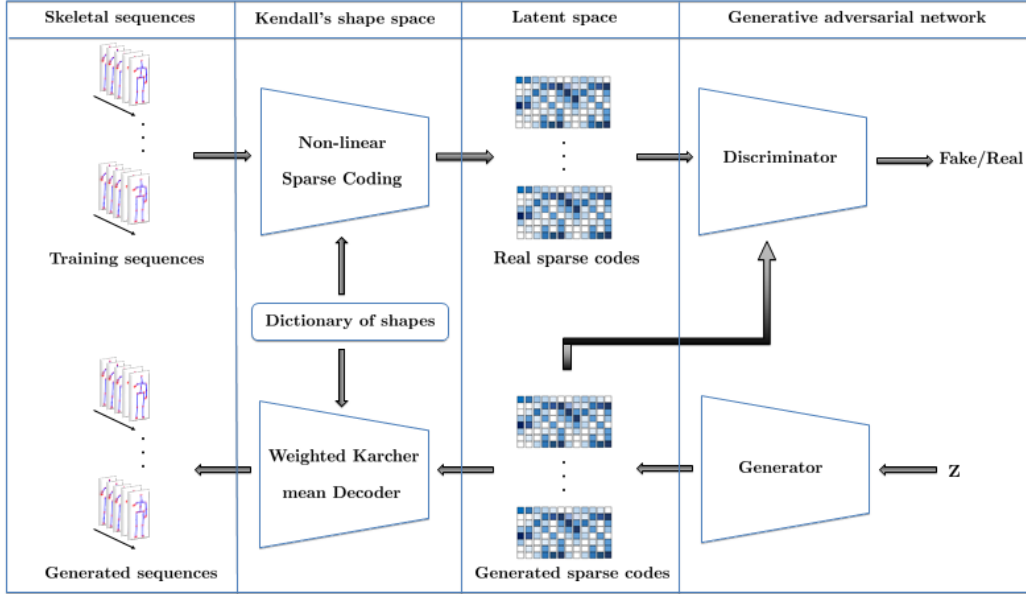 Skeletal sequences
Kendall's shape space
Latent space
Generative adversarial network
Non-linear
Sparse Coding
Discriminator
Fake/Real
Training sequences
Real sparse codes
Dictionary of shapes
Weighted Karcher
mean Decoder
Generator
Z
Generated sequences
Generated sparse codes